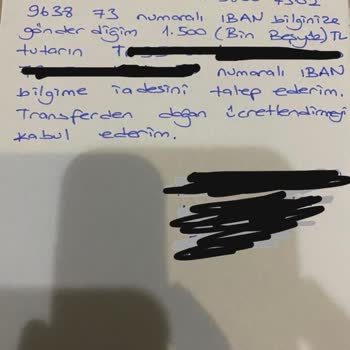 9638 73 numaralı IBAN bilginize
gönderdiğim 1.500 (Bin Beşyüz) TL
tutarın T
numaralı IBAN
bilgime iadesini talep ederim.
Transferden doğan ücretlendirmeyi
kabul ederim.